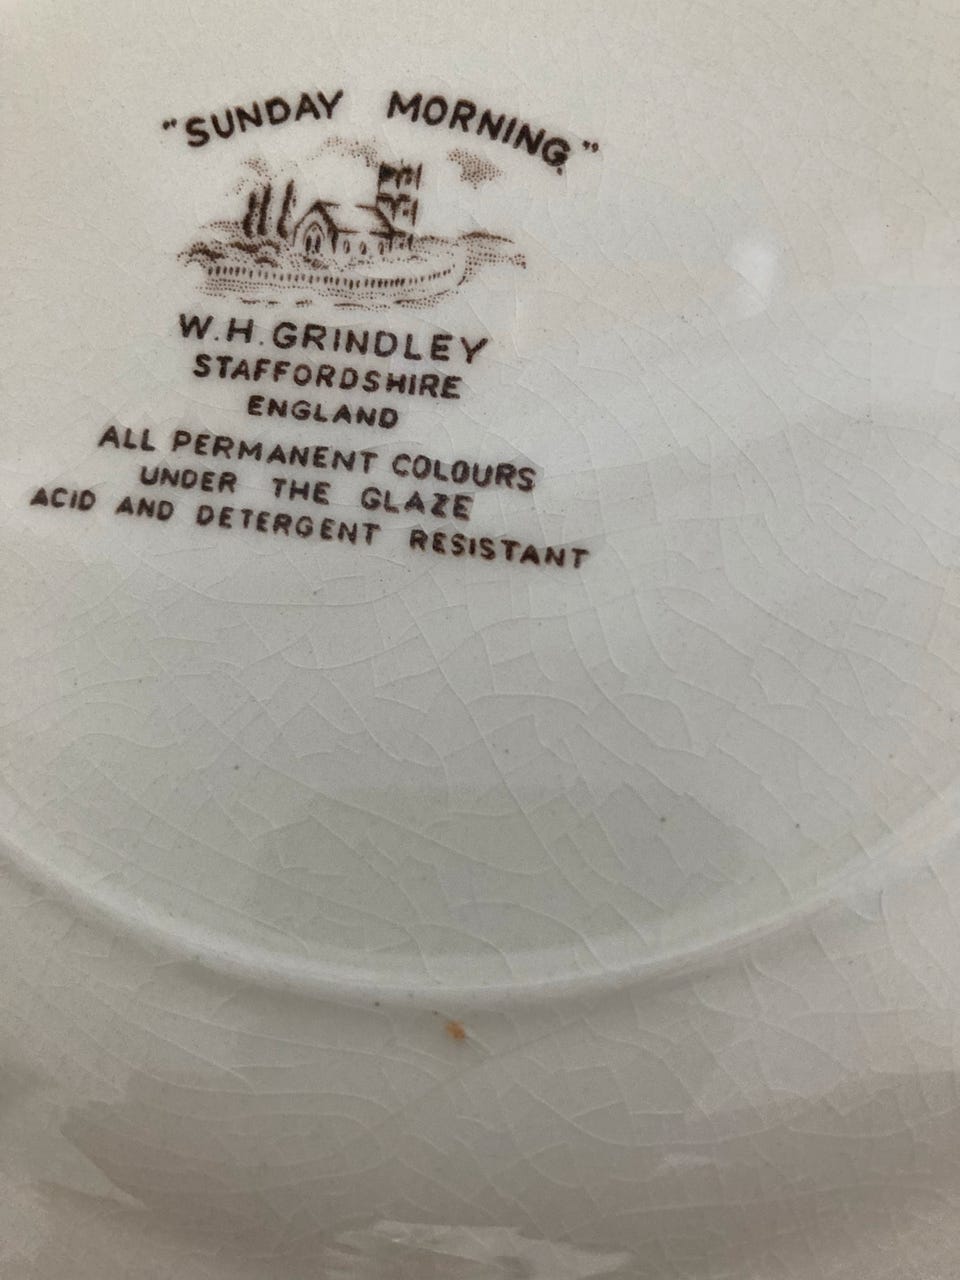 "SUNDAY MORNING"
W.H.GRINDLEY
STAFFORDSHIRE
ENGLAND
ALL PERMANENT COLOURS
UNDER THE GLAZE
ACID AND DETERGENT RESISTANT